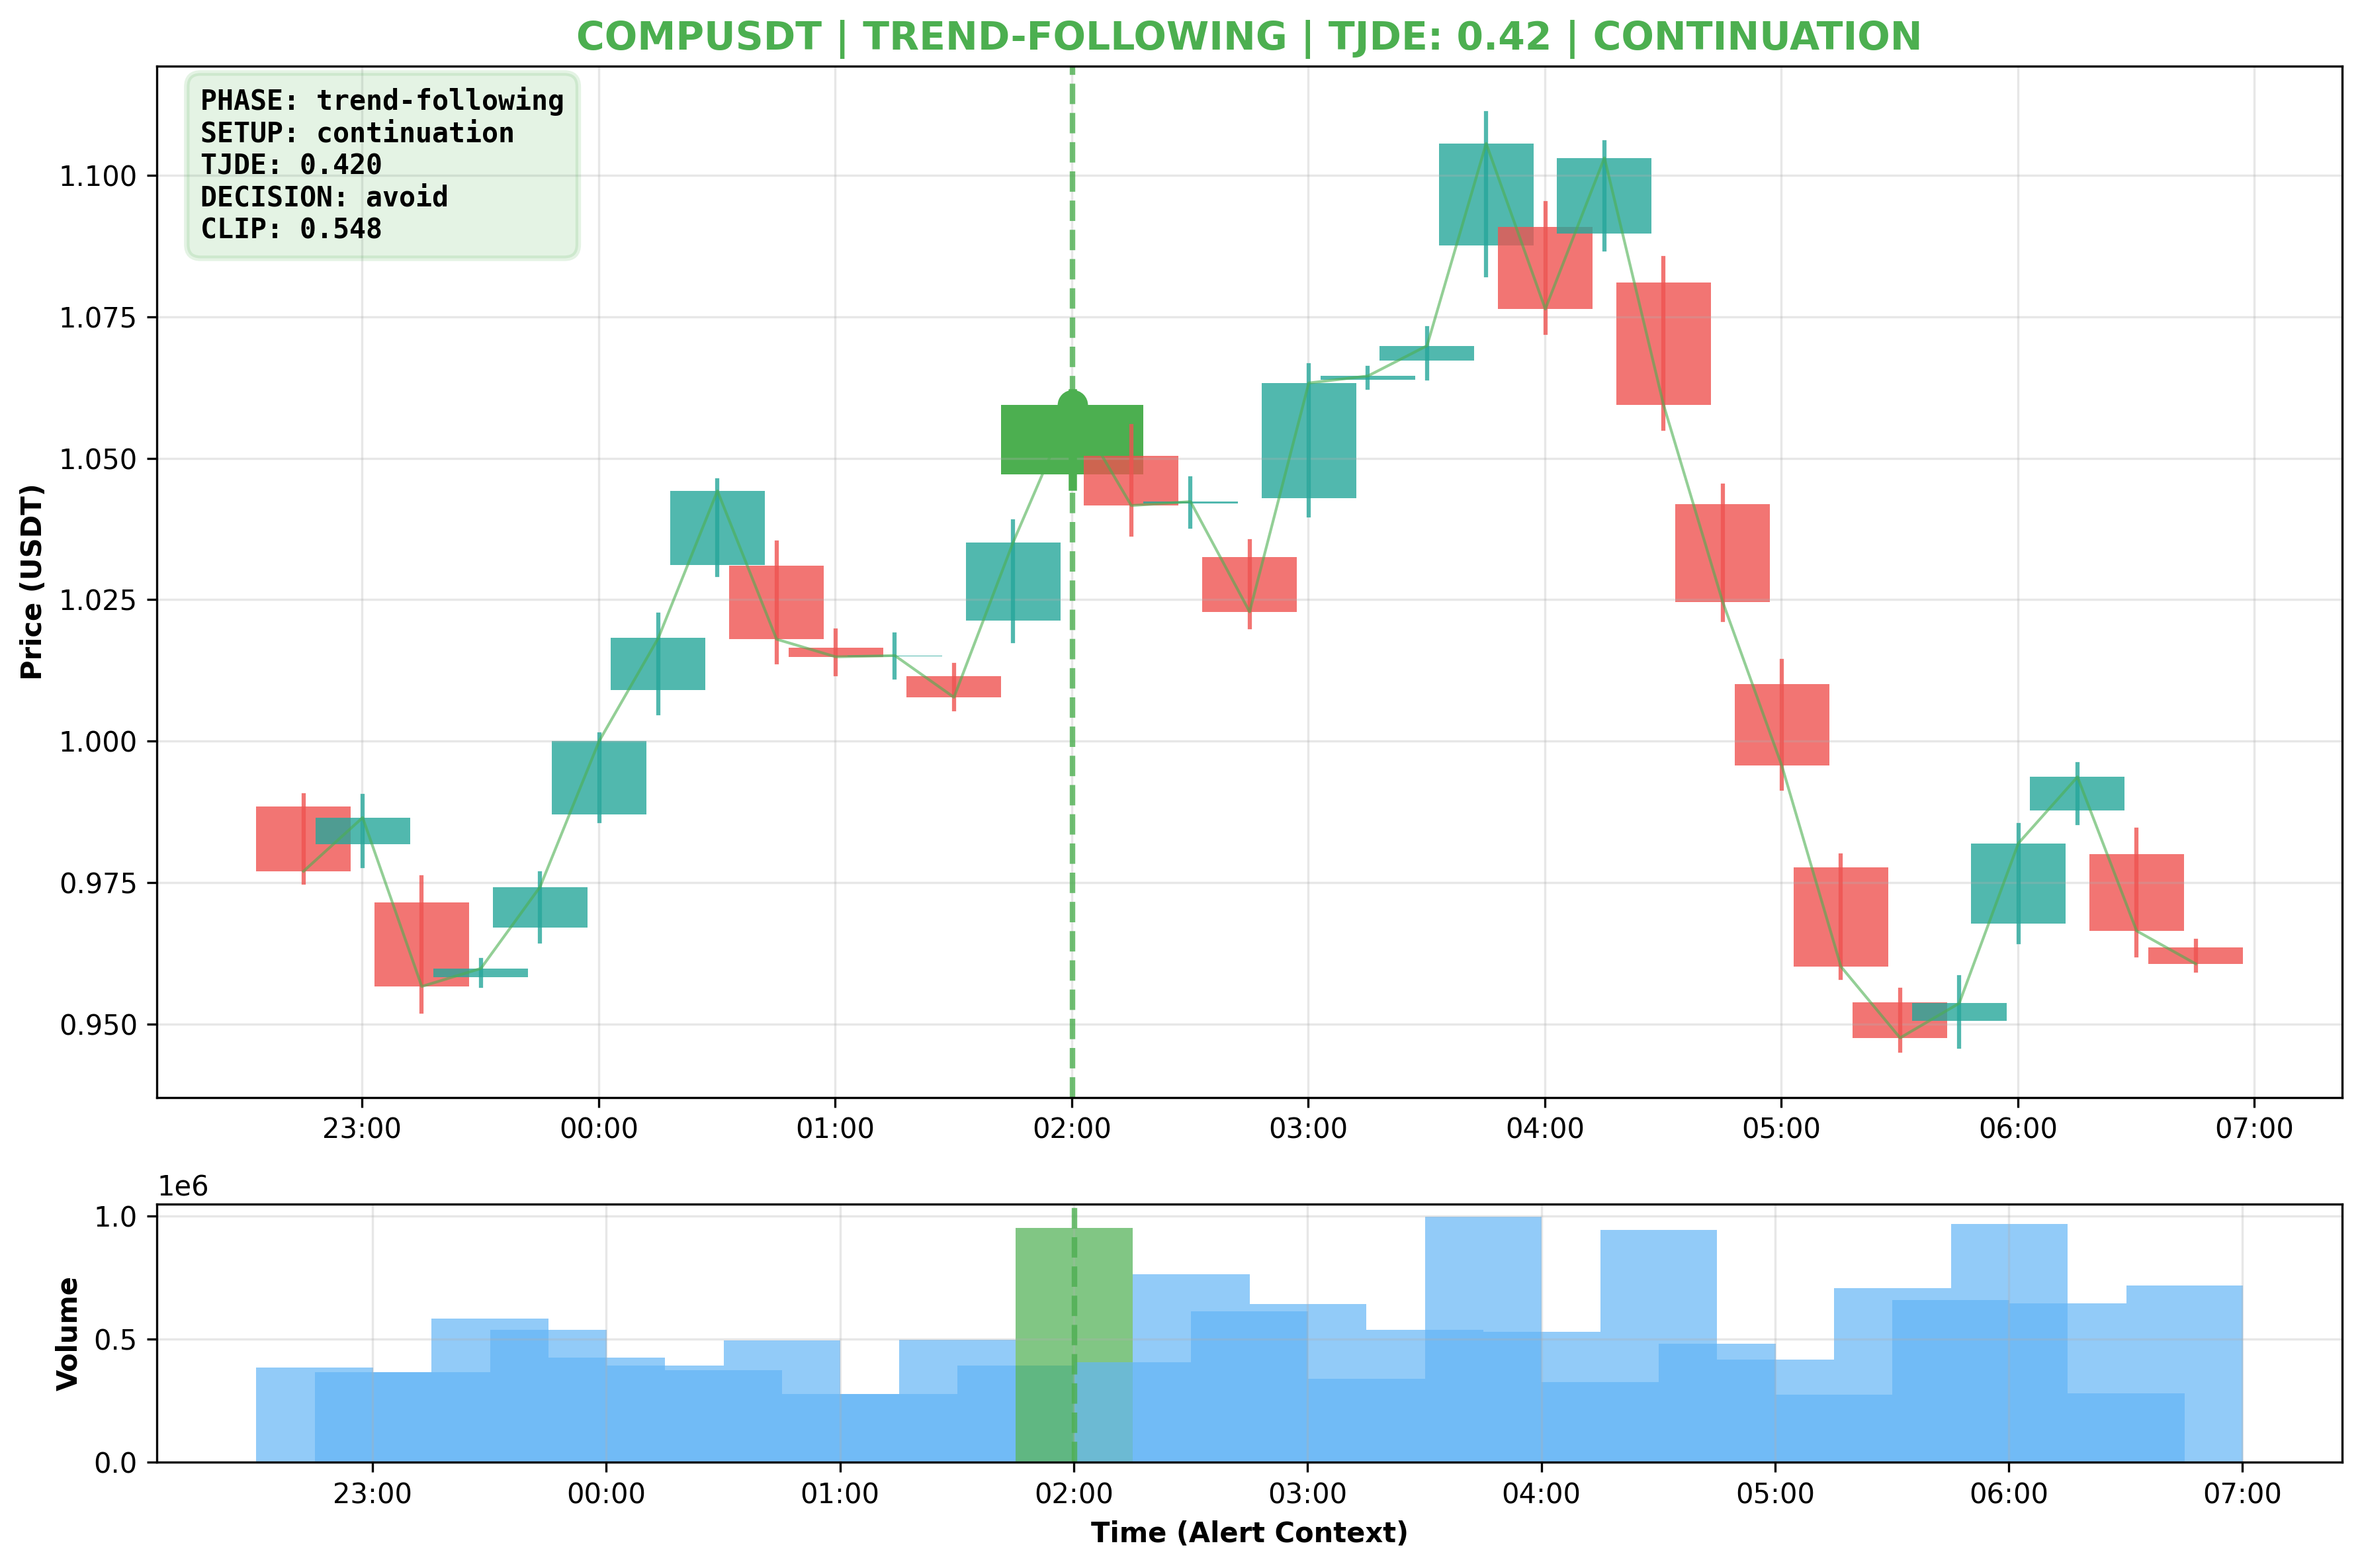 COMPUSDT | TREND-FOLLOWING | TJDE: 0.42 | CONTINUATION
PHASE: trend-following
SETUP: continuation
TJDE: 0.420
DECISION: avoid
CLIP: 0.548
Price (USDT)
1.100
1.075
1.050
1.025
1.000
0.975
0.950
23:00 00:00 01:00 02:00 03:00 04:00 05:00 06:00 07:00
1e6
Volume
1.0
0.5
0.0
23:00 00:00 01:00 02:00 03:00 04:00 05:00 06:00 07:00
Time (Alert Context)